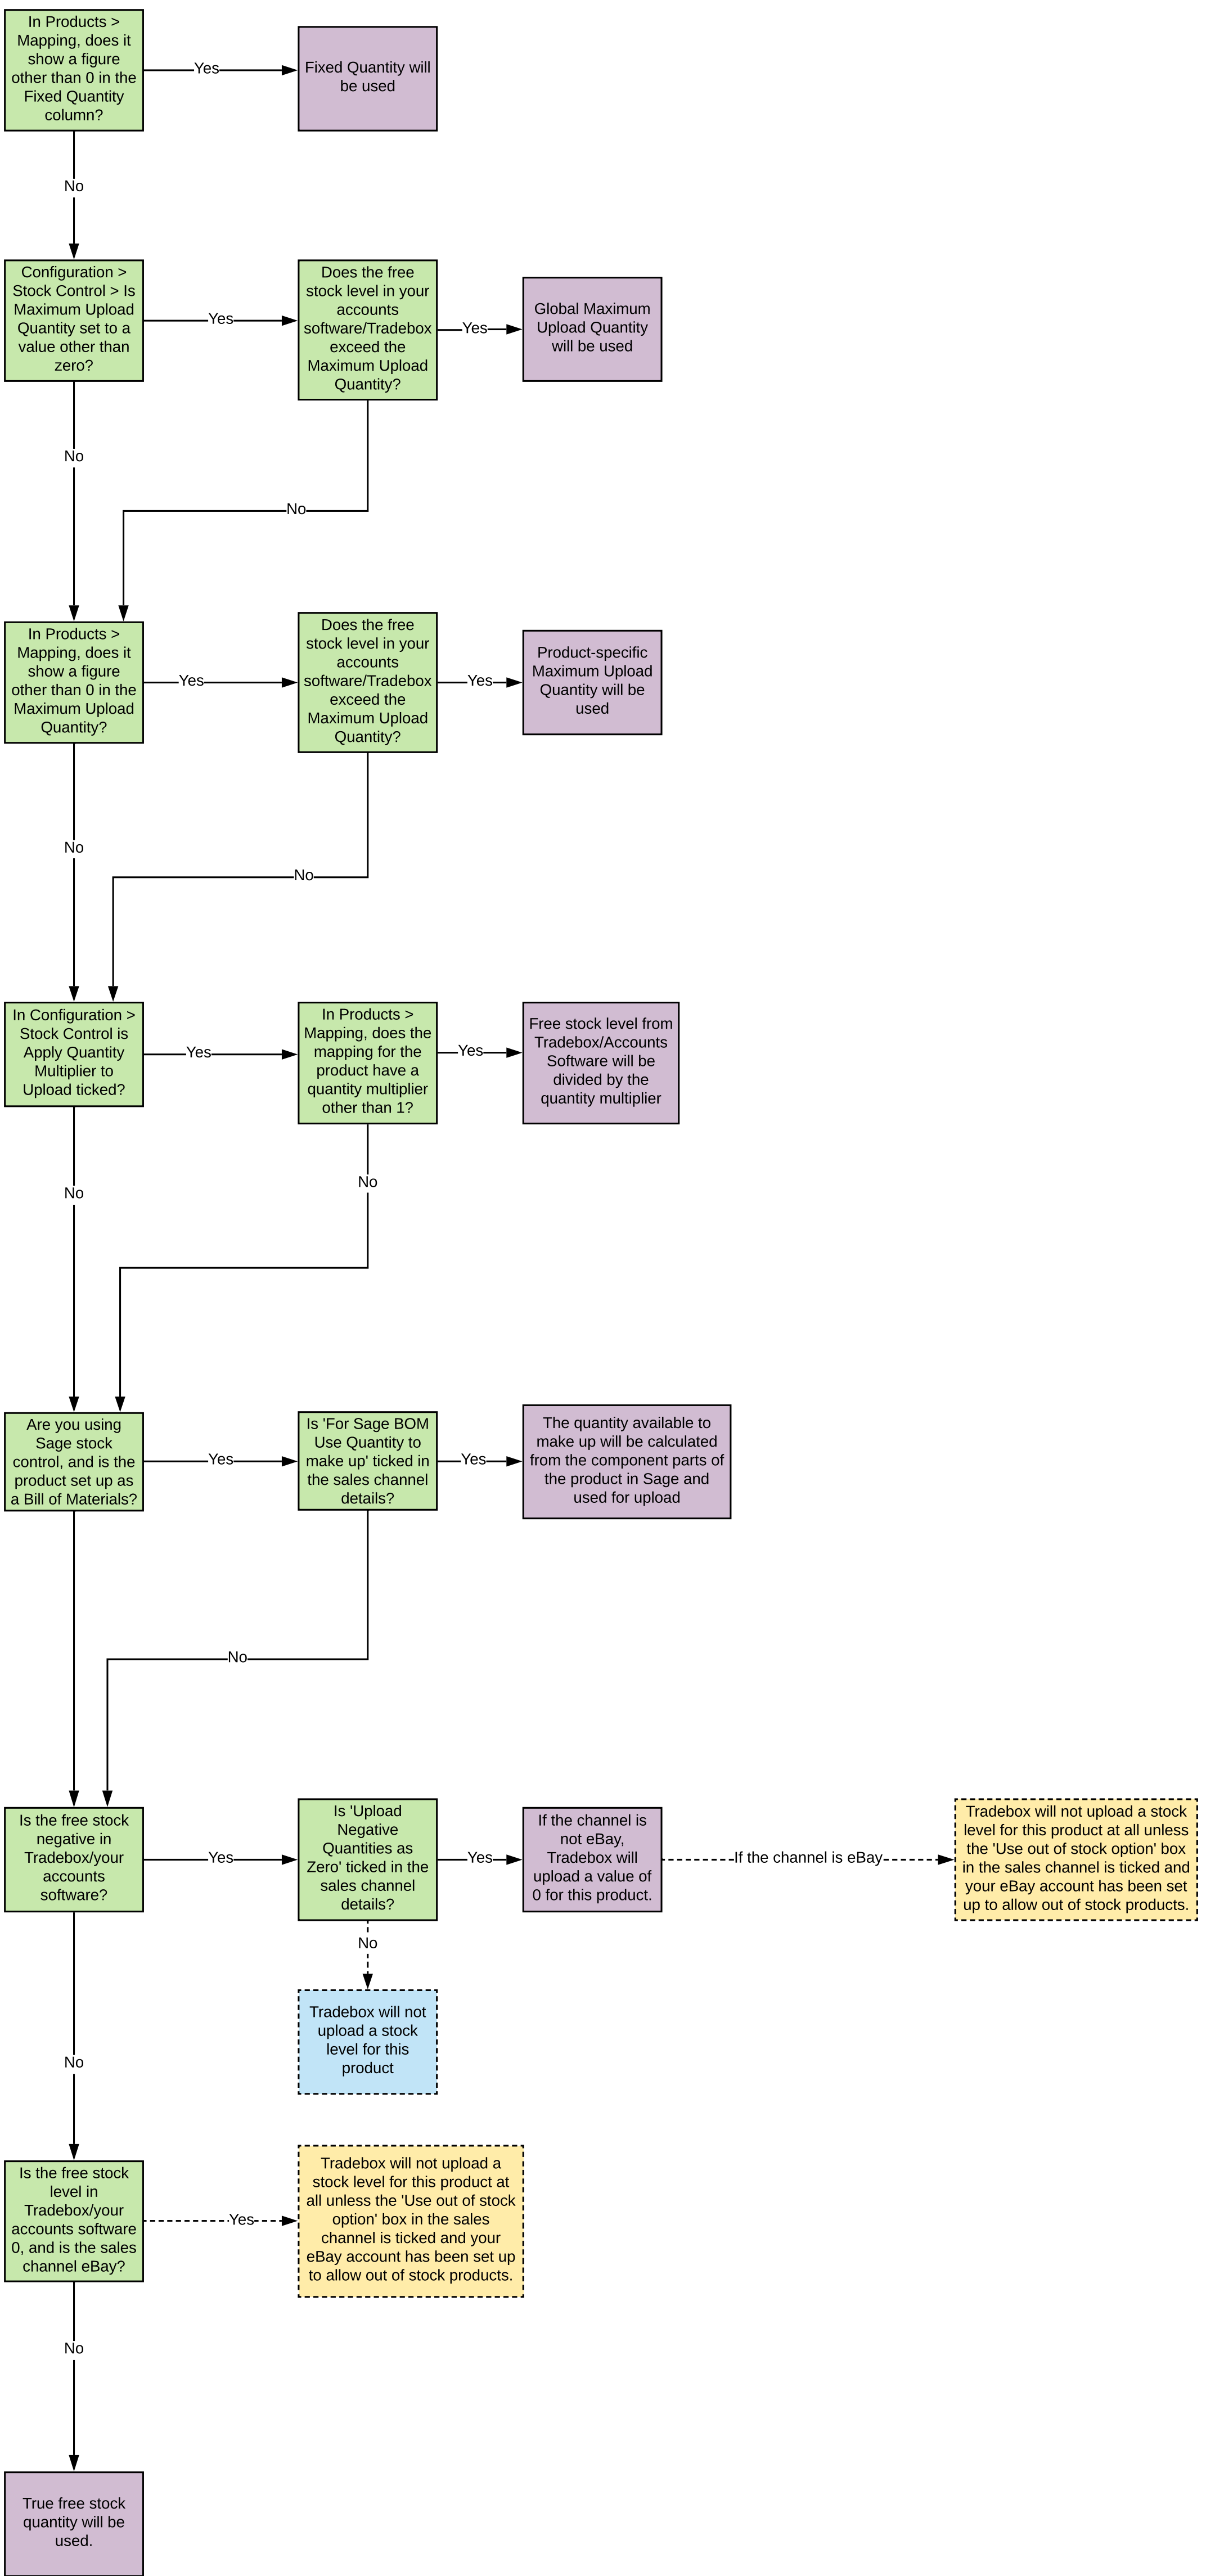 In Products >
Mapping, does it
show a figure
other than 0 in the
Fixed Quantity
column?
Yes
Fixed Quantity will
be used
No
Configuration >
Stock Control > Is
Maximum Upload
Quantity set to a
value other than
zero?
Yes
Does the free
stock level in your
accounts
software/Tradebox
exceed the
Maximum Upload
Quantity?
Yes
Global Maximum
Upload Quantity
will be used
No
No
In Products >
Mapping, does it
show a figure
other than 0 in the
Maximum Upload
Quantity?
Yes
Does the free
stock level in your
accounts
software/Tradebox
exceed the
Maximum Upload
Quantity?
Yes
Product-specific
Maximum Upload
Quantity will be
used
No
No
In Configuration >
Stock Control is
Apply Quantity
Multiplier to
Upload ticked?
Yes
In Products >
Mapping, does the
mapping for the
product have a
quantity multiplier
other than 1?
Yes
Free stock level from
Tradebox/Accounts
Software will be
divided by the
quantity multiplier
No
No
Are you using
Sage stock
control, and is the
product set up as
a Bill of Materials?
Yes
Is 'For Sage BOM
Use Quantity to
make up' ticked in
the sales channel
details?
Yes
The quantity available to
make up will be calculated
from the component parts of
the product in Sage and
used for upload
No
Is the free stock
negative in
Tradebox/your
accounts
software?
Yes
Is 'Upload
Negative
Quantities as
Zero' ticked in the
sales channel
details?
Yes
If the channel is
not eBay,
Tradebox will
upload a value of
0 for this product.
If the channel is eBay
Tradebox will not upload a stock
level for this product at all unless
the 'Use out of stock option' box
in the sales channel is ticked and
your eBay account has been set
up to allow out of stock products.
No
Tradebox will not
upload a stock
level for this
product
No
Is the free stock
level in
Tradebox/your
accounts software
0, and is the sales
channel eBay?
Yes
Tradebox will not upload a
stock level for this product at
all unless the 'Use out of stock
option' box in the sales
channel is ticked and your
eBay account has been set up
to allow out of stock products.
No
True free stock
quantity will be
used.